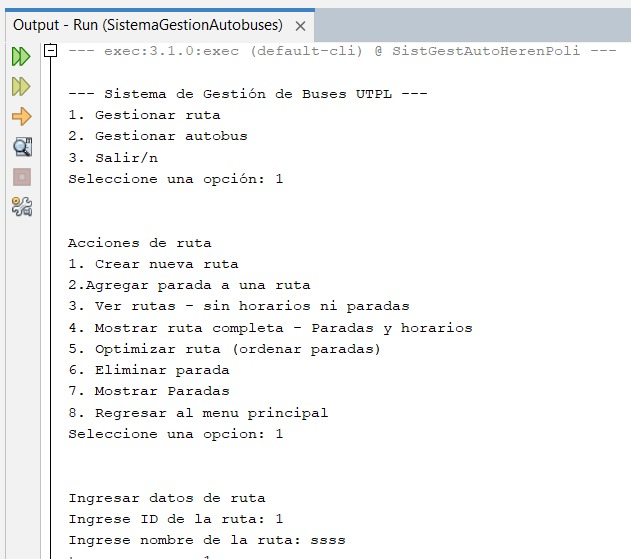 Output - Run (SistemaGestionAutobuses) ×
--- exec:3.1.0:exec (default-cli) @ SistGestAutoHerenPoli ---
--- Sistema de Gestión de Buses UTPL ---
1. Gestionar ruta
2. Gestionar autobus
3. Salir/n
Seleccione una opción: 1
Acciones de ruta
1. Crear nueva ruta
2.Agregar parada a una ruta
3. Ver rutas - sin horarios ni paradas
4. Mostrar ruta completa - Paradas y horarios
5. Optimizar ruta (ordenar paradas)
6. Eliminar parada
7. Mostrar Paradas
8. Regresar al menu principal
Seleccione una opcion: 1
Ingresar datos de ruta
Ingrese ID de la ruta: 1
Ingrese nombre de la ruta: ssss